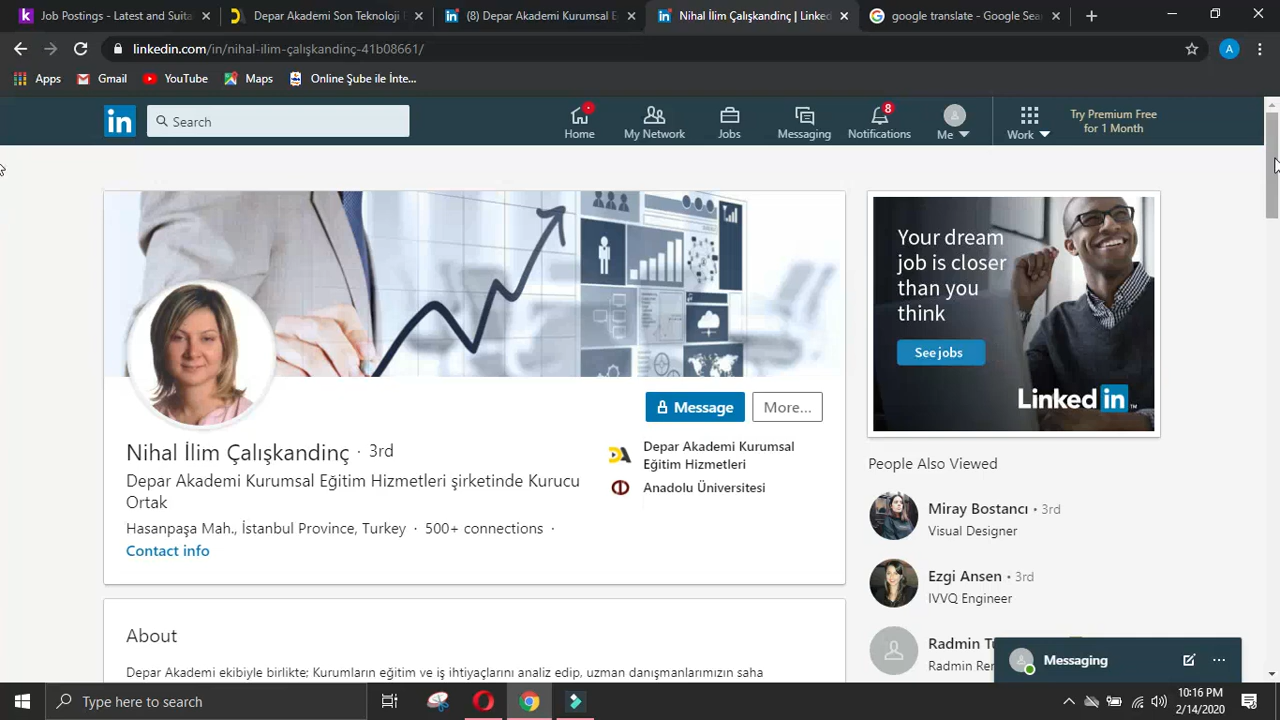 Job Postings - Latest and Suita
Depar Akademi Son Teknoloji E
(8) Depar Akademi Kurumsal E
Nihal İlim Çalışkandinç | Linked
google translate - Google Sear
linkedin.com/in/nihal-ilim-çalışkandinç-41b08661/
A
Apps
Gmail
YouTube
Maps
Online Şube ile İnte...
in
Search
Home
My Network
Jobs
Messaging
8
Notifications
Me
Work
Try Premium Free
for 1 Month
Your dream
job is closer
than you
think
See jobs
Linked in
Message
More...
Nihal İlim Çalışkandinç · 3rd
Depar Akademi Kurumsal Eğitim Hizmetleri şirketinde Kurucu
Ortak
Hasanpaşa Mah., İstanbul Province, Turkey · 500+ connections ·
Contact info
DA
Depar Akademi Kurumsal
Eğitim Hizmetleri
Anadolu Üniversitesi
People Also Viewed
Miray Bostancı • 3rd
Visual Designer
Ezgi Ansen • 3rd
IVVQ Engineer
Radmin
Radmin
About
Depar Akademi ekibiyle birlikte; Kurumların eğitim ve iş ihtiyaçlarını analiz edip, uzman danışmanlarımızın saha
Messaging
Type here to search
10:16 PM
2/14/2020